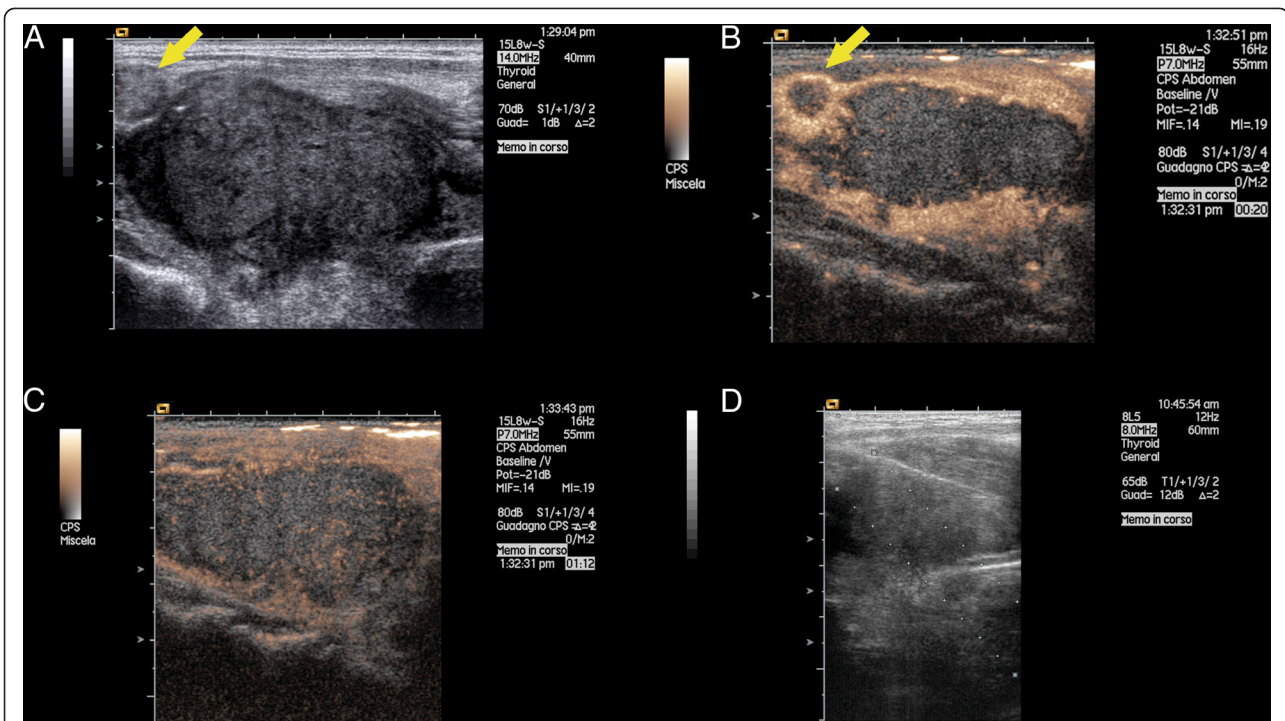 A
1:29:04 pm
15L8w-S
14.0MHz 40mm
Thyroid
General
70dB S1/+1/3/ 2
Guad= 1dB Δ=2
Memo in corso
B
1:32:51 pm
15L8w-S 16Hz
P7.0MHz 55mm
CPS Abdomen
Baseline /V
Pot=-21dB
MIF=.14 MI=.19
80dB S1/+1/3/ 4
Guadagno CPS =
0/M:2
Memo in corso
1:32:31 pm 00:20
CPS
Miscela
C
1:33:43 pm
15L8w-S 16Hz
P7.0MHz 55mm
CPS Abdomen
Baseline /V
Pot=-21dB
MIF=.14 MI=.19
80dB S1/+1/3/ 4
Guadagno CPS =
0/M:2
Memo in corso
1:32:31 pm 01:12
CPS
Miscela
D
10:45:54 am
8L5 12Hz
8.0MHz 60mm
Thyroid
General
65dB T1/+1/3/ 2
Guad= 12dB Δ=2
Memo in corso